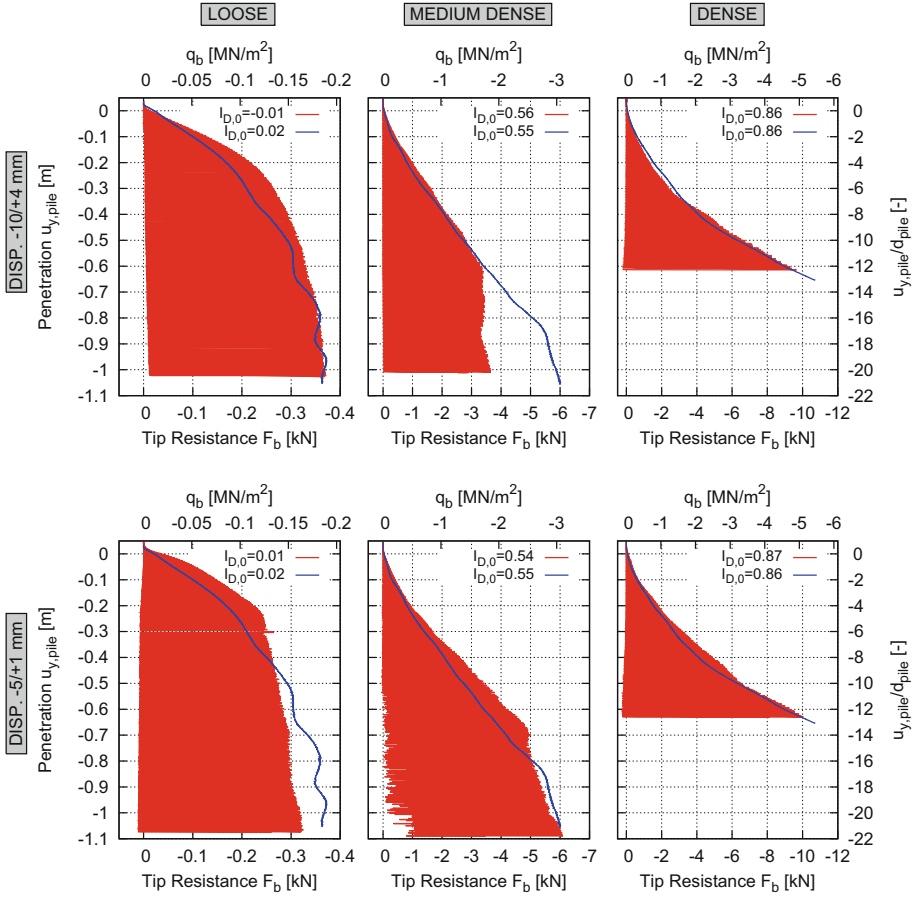 LOOSE MEDIUM DENSE DENSE
q_b [MN/m²] q_b [MN/m²] q_b [MN/m²]
0 -0.05 -0.1 -0.15 -0.2 0 -1 -2 -3 0 -1 -2 -3 -4 -5 -6
DISP. -10/+4 mm
Penetration u_y,pile [m]
0
-0.1
-0.2
-0.3
-0.4
-0.5
-0.6
-0.7
-0.8
-0.9
-1
-1.1
I_D,0=-0.01
I_D,0=0.02
I_D,0=0.56
I_D,0=0.55
I_D,0=0.86
I_D,0=0.86
0
-2
-4
-6
-8
-10
-12
-14
-16
-18
-20
-22
u_y,pile/d_pile [-]
0 -0.1 -0.2 -0.3 -0.4 0 -1 -2 -3 -4 -5 -6 -7 0 -2 -4 -6 -8 -10 -12
Tip Resistance F_b [kN] Tip Resistance F_b [kN] Tip Resistance F_b [kN]
q_b [MN/m²] q_b [MN/m²] q_b [MN/m²]
0 -0.05 -0.1 -0.15 -0.2 0 -1 -2 -3 0 -1 -2 -3 -4 -5 -6
DISP. -5/+1 mm
Penetration u_y,pile [m]
0
-0.1
-0.2
-0.3
-0.4
-0.5
-0.6
-0.7
-0.8
-0.9
-1
-1.1
I_D,0=0.01
I_D,0=0.02
I_D,0=0.54
I_D,0=0.55
I_D,0=0.87
I_D,0=0.86
0
-2
-4
-6
-8
-10
-12
-14
-16
-18
-20
-22
u_y,pile/d_pile [-]
0 -0.1 -0.2 -0.3 -0.4 0 -1 -2 -3 -4 -5 -6 -7 0 -2 -4 -6 -8 -10 -12
Tip Resistance F_b [kN] Tip Resistance F_b [kN] Tip Resistance F_b [kN]